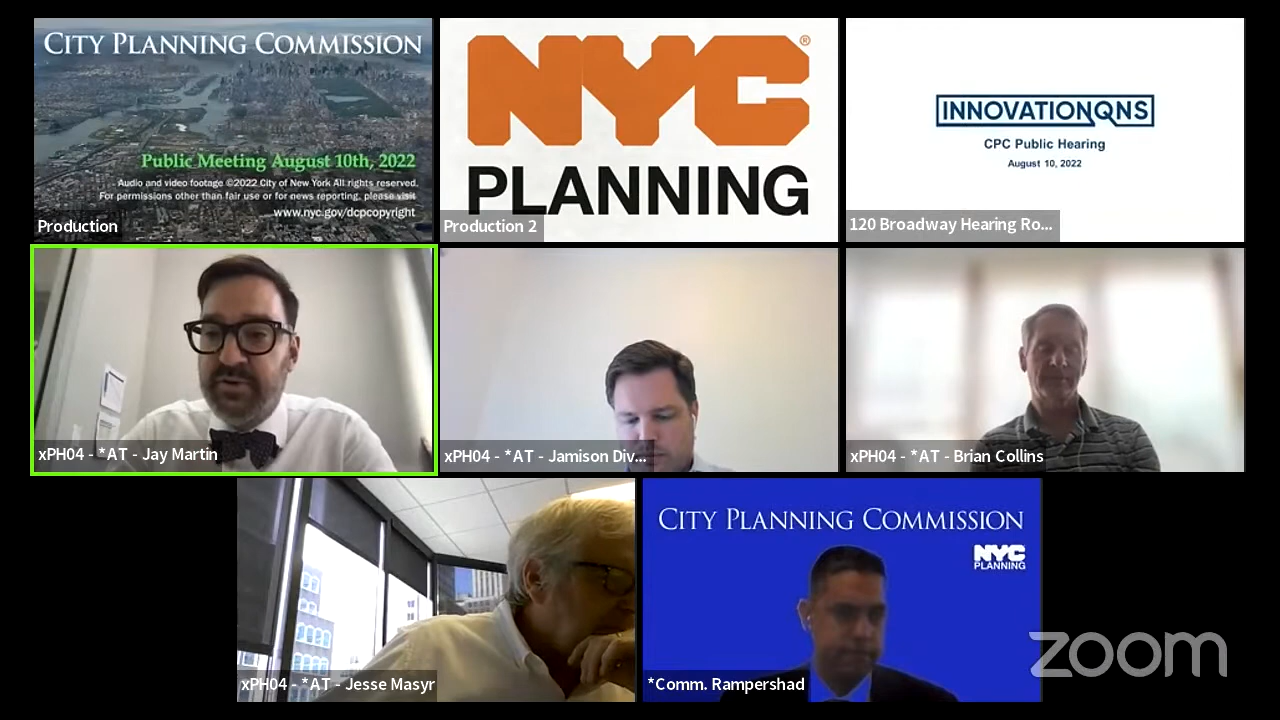 CITY PLANNING COMMISSION
Public Meeting August 10th, 2022
Audio and video footage ©2022 City of New York All rights reserved.
For permissions other than fair use or for news reporting, please visit
www.nyc.gov/dcpcopyright
Production
NYC®
PLANNING
Production 2
INNOVATIONQNS
CPC Public Hearing
August 10, 2022
120 Broadway Hearing Ro...
xPH04 - *AT - Jay Martin
xPH04 - *AT - Jamison Div...
xPH04 - *AT - Brian Collins
xPH04 - *AT - Jesse Masyr
CITY PLANNING COMMISSION
NYC
PLANNING
*Comm. Rampershad
zoom